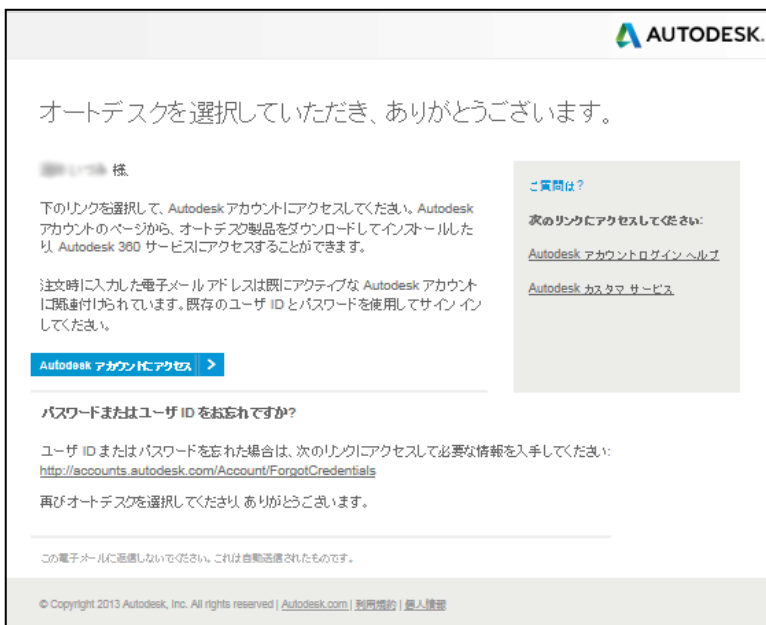 AUTODESK.
オートデスクを選択していただき、ありがとうございます。
様
下のリンクを選択して、Autodesk アカウントにアクセスしてください。Autodesk
アカウントのページから、オートデスク製品をダウンロードしてインストールした
り、Autodesk 360 サービスにアクセスすることができます。
注文時に入力した電子メール アドレスは既にアクティブな Autodesk アカウント
に関連付けられています。既存のユーザ ID とパスワードを使用してサイン イン
してください。
Autodesk アカウントにアクセス
ご質問は?
次のリンクにアクセスしてください:
Autodesk アカウントログイン ヘルプ
Autodesk カスタマ サービス
パスワードまたはユーザ ID をお忘れですか?
ユーザ ID またはパスワードを忘れた場合は、次のリンクにアクセスして必要な情報を入手してください:
http://accounts.autodesk.com/Account/ForgotCredentials
再びオートデスクを選択してくださり、ありがとうございます。
この電子メールに返信しないでください。これは自動送信されたものです。
© Copyright 2013 Autodesk, Inc. All rights reserved | Autodesk.com | 利用規約 | 個人情報